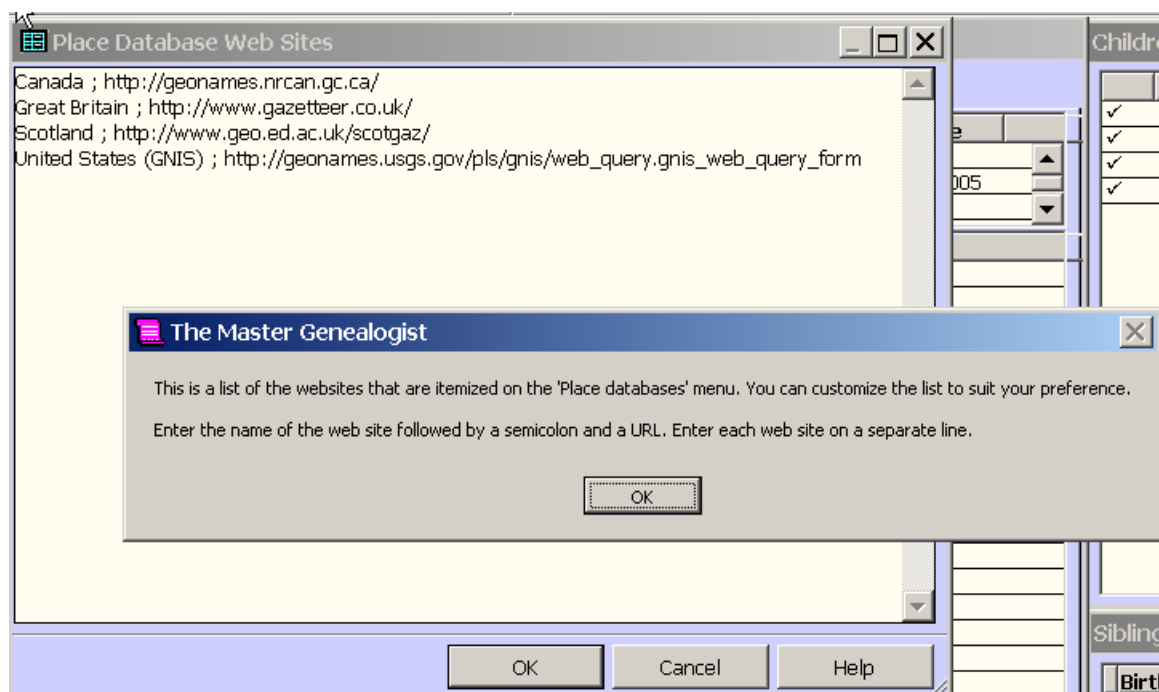 Place Database Web Sites
Canada ; http://geonames.nrcan.gc.ca/
Great Britain ; http://www.gazetteer.co.uk/
Scotland ; http://www.geo.ed.ac.uk/scotgaz/
United States (GNIS) ; http://geonames.usgs.gov/pls/gnis/web_query.gnis_web_query_form
The Master Genealogist
This is a list of the websites that are itemized on the 'Place databases' menu. You can customize the list to suit your preference.
Enter the name of the web site followed by a semicolon and a URL. Enter each web site on a separate line.
OK
OK Cancel Help
Childr
e
005
Sibling
Birt